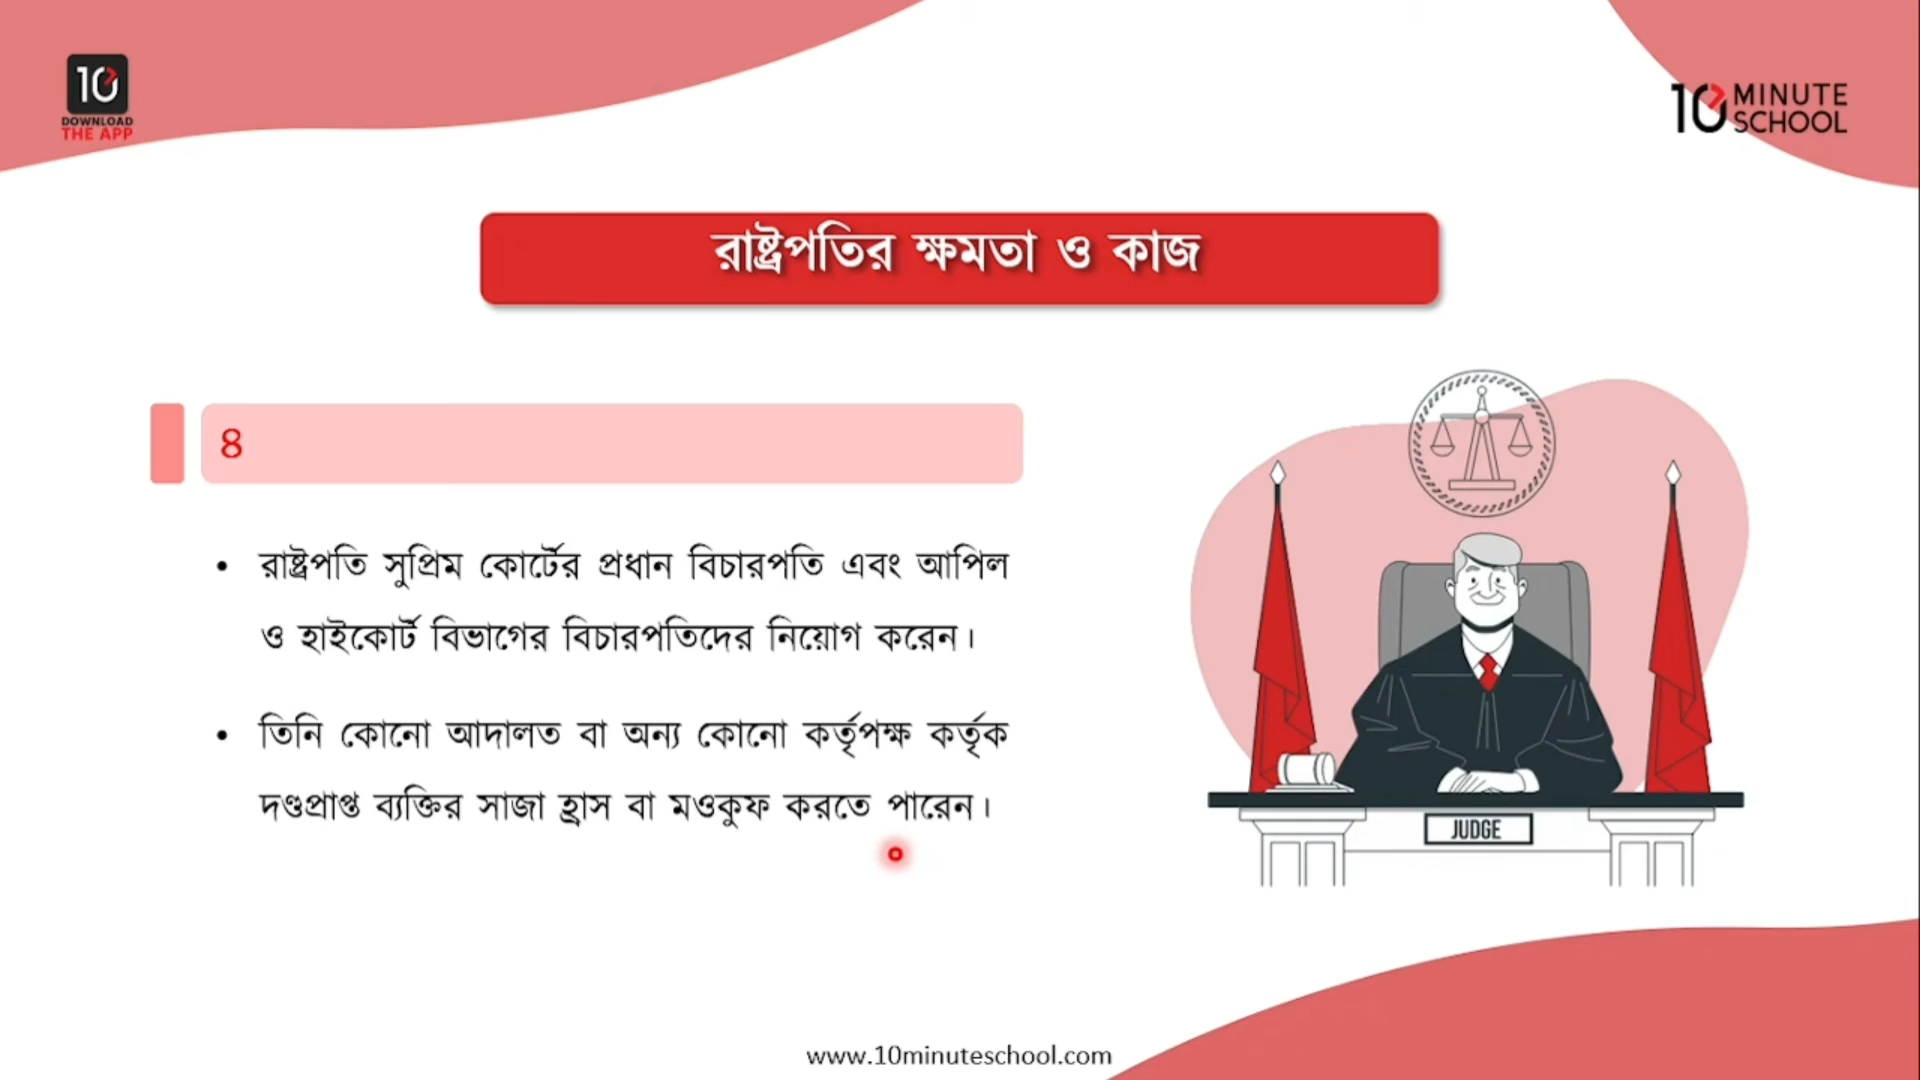 10
DOWNLOAD
THE APP
10 MINUTE
SCHOOL
রাষ্ট্রপতির ক্ষমতা ও কাজ
৪
• রাষ্ট্রপতি সুপ্রিম কোর্টের প্রধান বিচারপতি এবং আপিল
ও হাইকোর্ট বিভাগের বিচারপতিদের নিয়োগ করেন।
• তিনি কোনো আদালত বা অন্য কোনো কর্তৃপক্ষ কর্তৃক
দণ্ডপ্রাপ্ত ব্যক্তির সাজা হ্রাস বা মওকুফ করতে পারেন।
JUDGE
www.10minuteschool.com